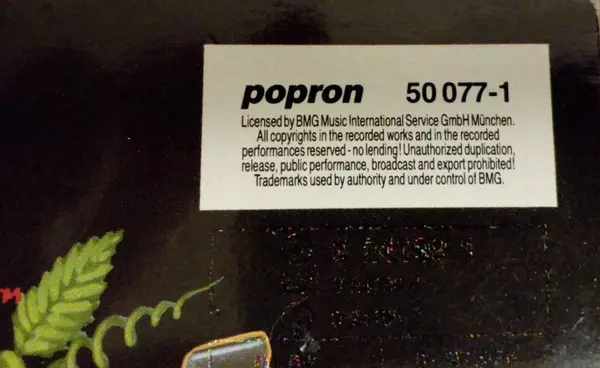 popron 50 077-1
Licensed by BMG Music International Service GmbH München.
All copyrights in the recorded works and in the recorded
performances reserved - no lending! Unauthorized duplication,
release, public performance, broadcast and export prohibited!
Trademarks used by authority and under control of BMG.